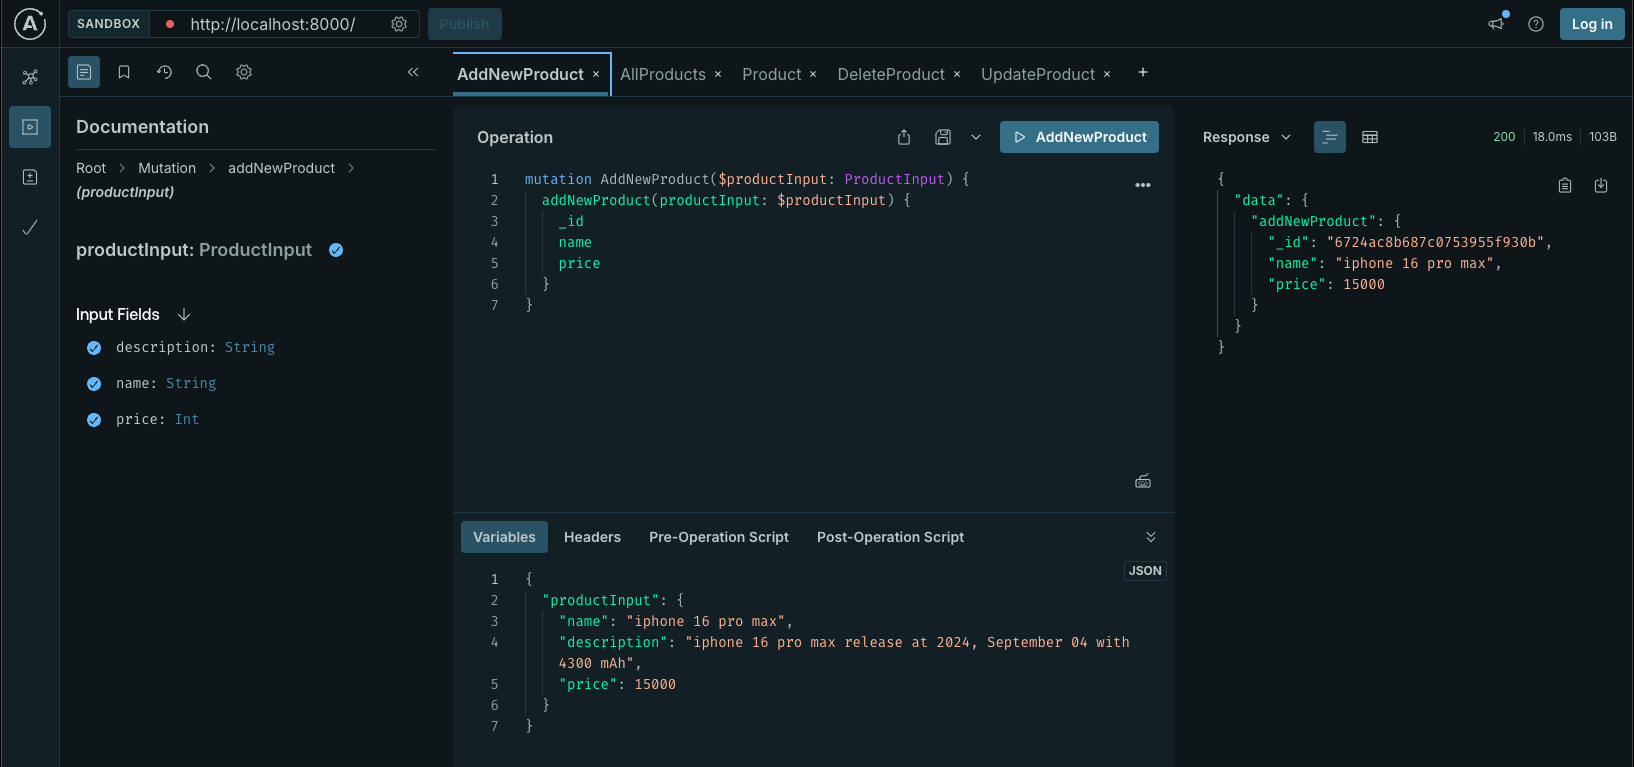 SANDBOX http://localhost:8000/ Publish Log in
AddNewProduct × AllProducts × Product × DeleteProduct × UpdateProduct × +
Documentation
Root > Mutation > addNewProduct >
(productInput)
productInput: ProductInput
Input Fields ↓
description: String
name: String
price: Int
Operation
AddNewProduct
1 mutation AddNewProduct($productInput: ProductInput) {
2 addNewProduct(productInput: $productInput) {
3 _id
4 name
5 price
6 }
7 }
Variables Headers Pre-Operation Script Post-Operation Script
JSON
1 {
2 "productInput": {
3 "name": "iphone 16 pro max",
4 "description": "iphone 16 pro max release at 2024, September 04 with
4300 mAh",
5 "price": 15000
6 }
7 }
Response 200 18.0ms 103B
{
"data": {
"addNewProduct": {
"_id": "6724ac8b687c0753955f930b",
"name": "iphone 16 pro max",
"price": 15000
}
}
}